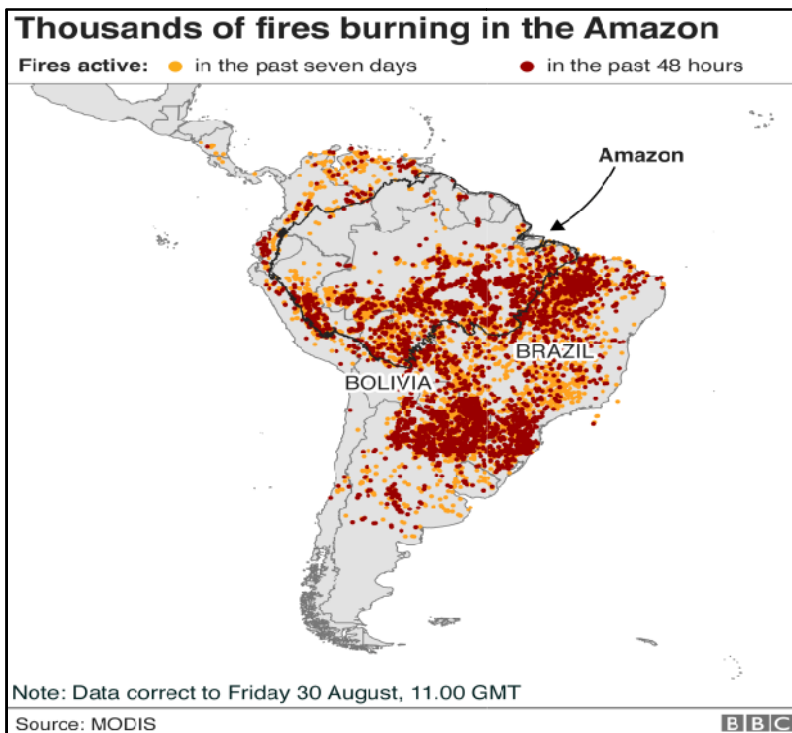 Thousands of fires burning in the Amazon
Fires active: in the past seven days in the past 48 hours
Amazon
BRAZIL
BOLIVIA
Note: Data correct to Friday 30 August, 11.00 GMT
Source: MODIS BBC